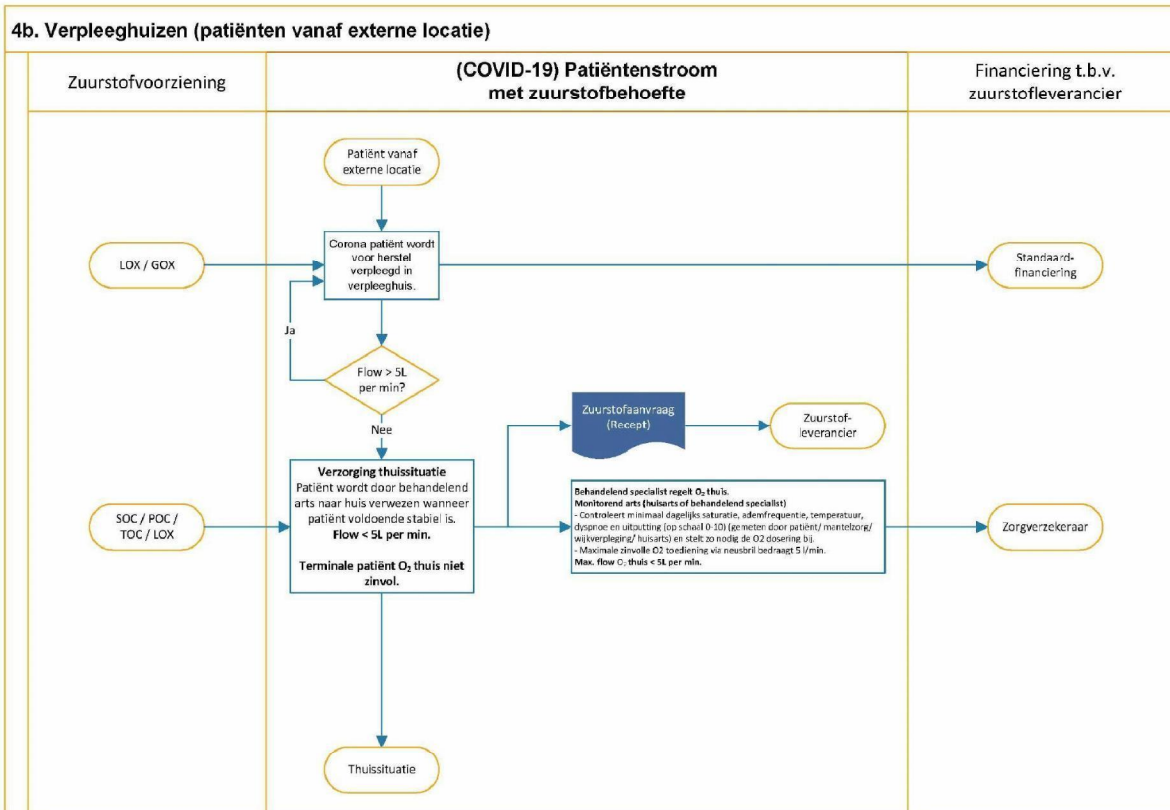 4b. Verpleeghuizen (patiënten vanaf externe locatie)
Zuurstofvoorziening
(COVID-19) Patiëntenstroom
met zuurstofbehoefte
Financiering t.b.v.
zuurstofleverancier
Patiënt vanaf
externe locatie
LOX / GOX
Corona patiënt wordt
voor herstel
verpleegd in
verpleeghuis.
Standaard-
financiering
Ja
Flow > 5L
per min?
Nee
Zuurstofaanvraag
(Recept)
Zuurstof-
leverancier
SOC / POC /
TOC / LOX
Verzorging thuissituatie
Patiënt wordt door behandelend
arts naar huis verwezen wanneer
patiënt voldoende stabiel is.
Flow < 5L per min.
Terminale patiënt O₂ thuis niet
zinvol.
Behandelend specialist regelt O₂ thuis.
Monitorend arts (huisarts of behandelend specialist)
- Controleert minimaal dagelijks saturatie, ademfrequentie, temperatuur,
dyspnoe en uitputting (op schaal 0-10) (gemeten door patiënt/ mantelzorg/
wijkverpleging/ huisarts) en stelt zo nodig de O2 dosering bij.
- Maximale zinvolle O2 toediening via neusbril bedraagt 5 l/min.
Max. flow O₂ thuis < 5L per min.
Zorgverzekeraar
Thuissituatie